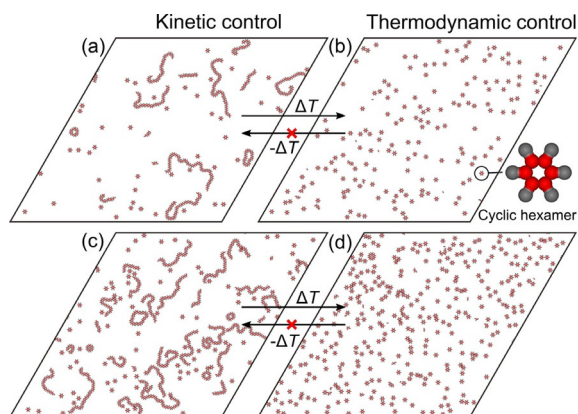 Kinetic control
Thermodynamic control
(a)
(b)
ΔT
-ΔT
Cyclic hexamer
(c)
(d)
ΔT
-ΔT